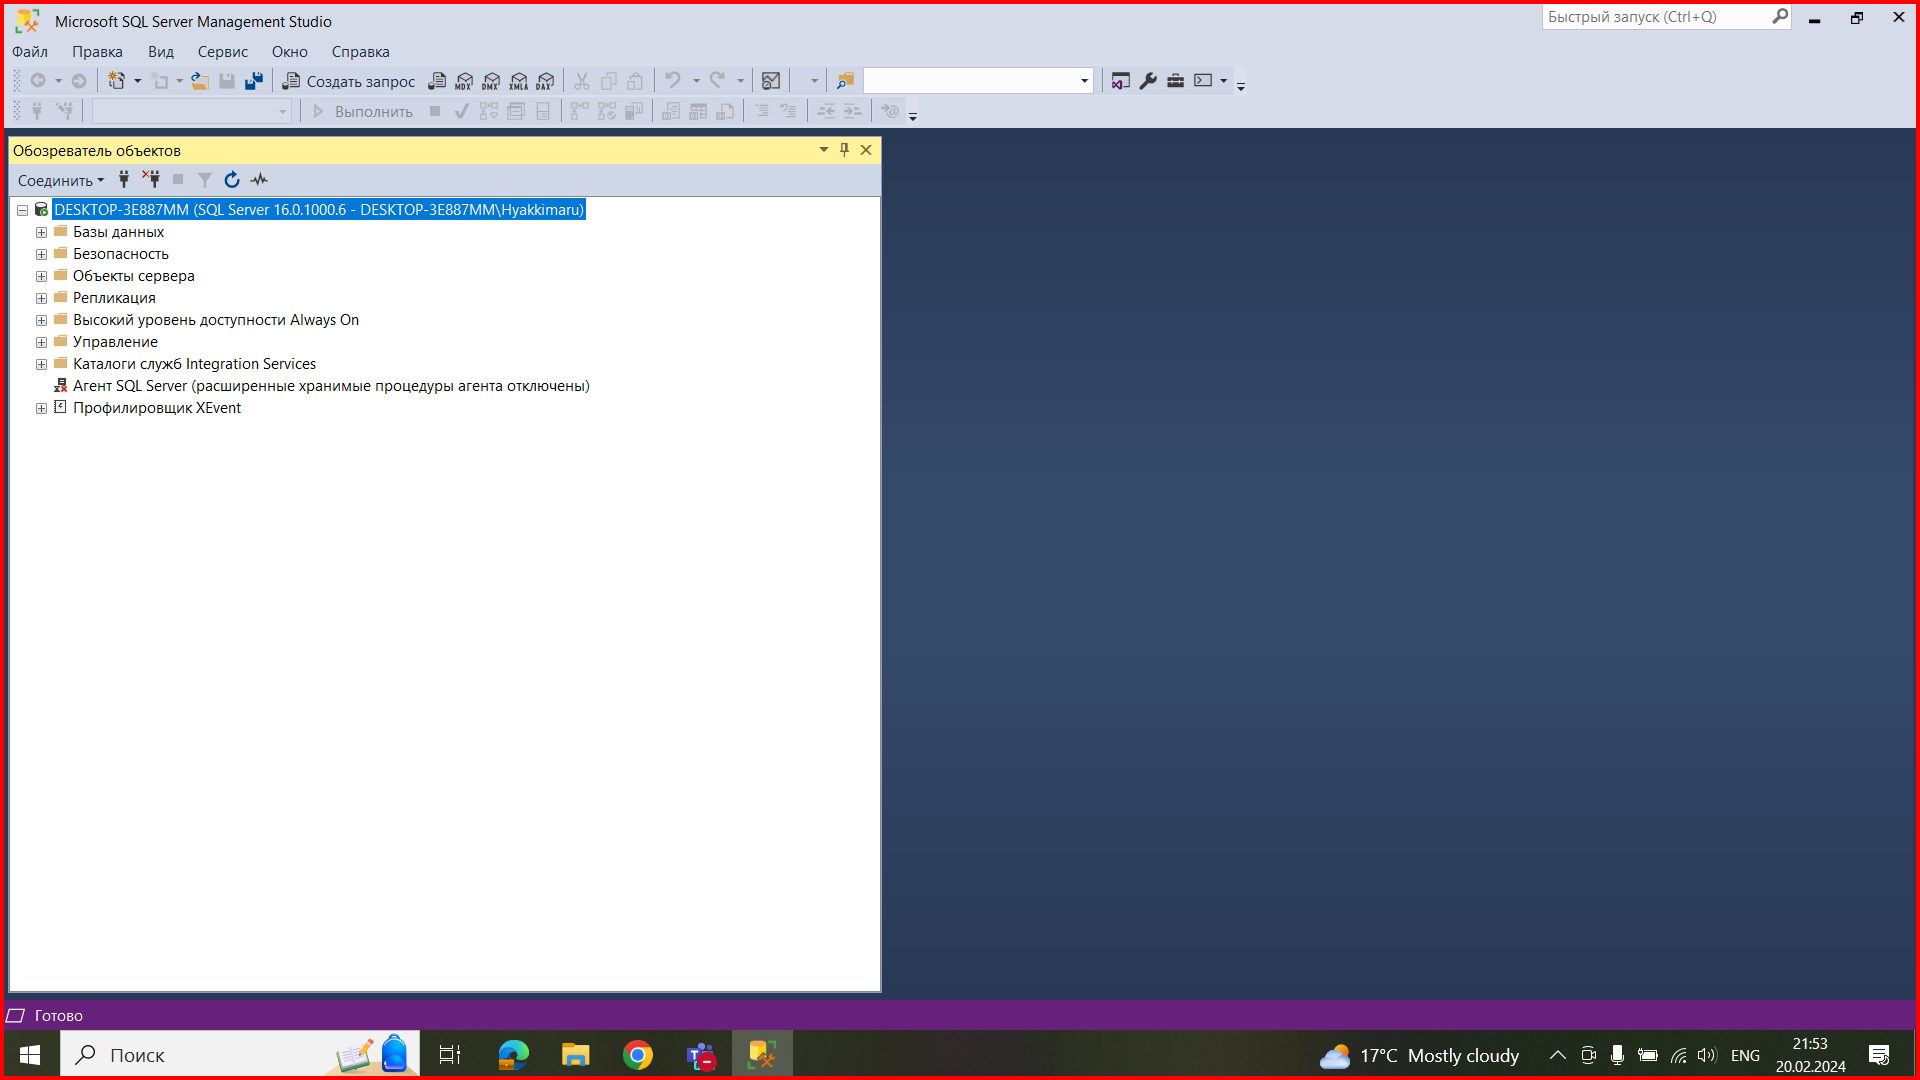 Microsoft SQL Server Management Studio
Быстрый запуск (Ctrl+Q)
Файл Правка Вид Сервис Окно Справка
Создать запрос MDX DMX XMLA DAX
Выполнить
Обозреватель объектов
Соединить
DESKTOP-3E887MM (SQL Server 16.0.1000.6 - DESKTOP-3E887MM\Hyakkimaru)
Базы данных
Безопасность
Объекты сервера
Репликация
Высокий уровень доступности Always On
Управление
Каталоги служб Integration Services
Агент SQL Server (расширенные хранимые процедуры агента отключены)
Профилировщик XEvent
Готово
Поиск
17°C Mostly cloudy
ENG
21:53
20.02.2024